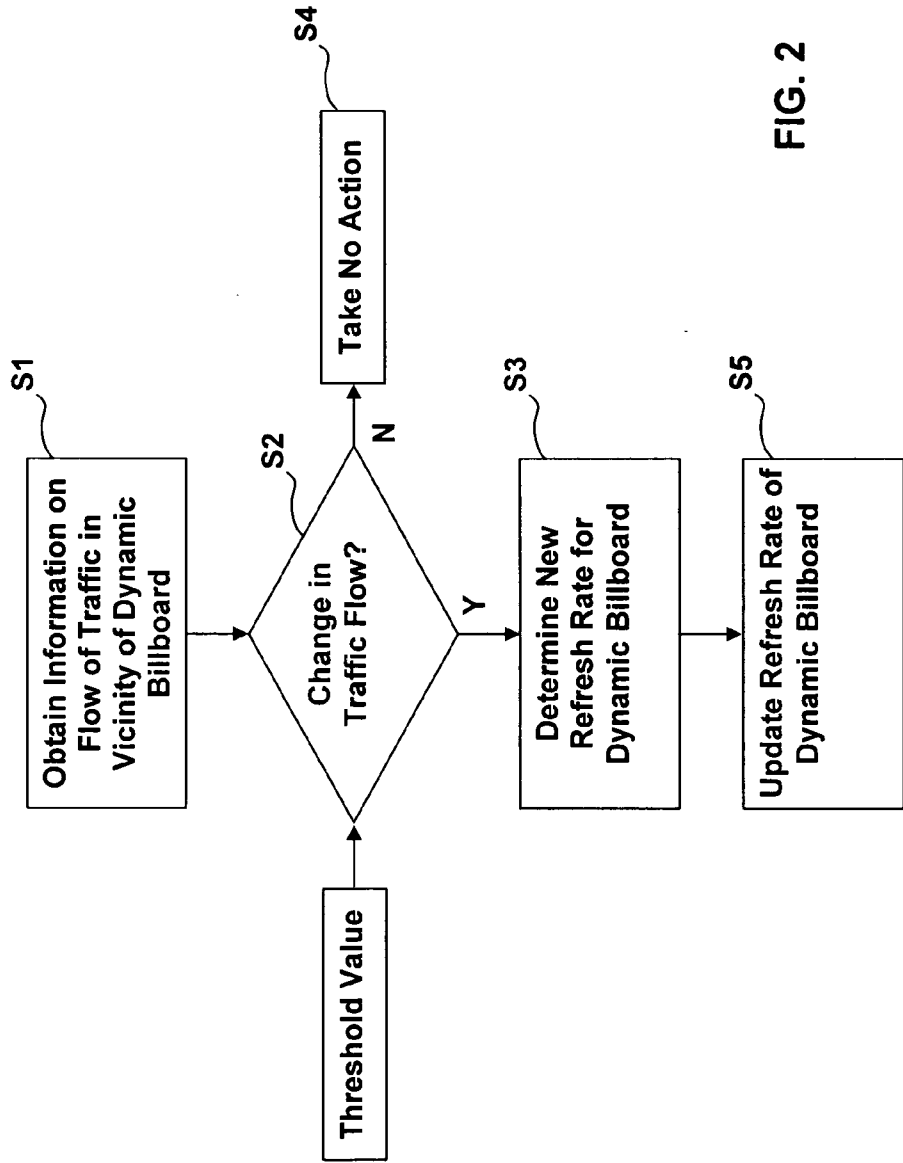 S1
Obtain Information on
Flow of Traffic in
Vicinity of Dynamic
Billboard
S2
Threshold Value
Change in
Traffic Flow?
N
Take No Action
S4
Y
S3
Determine New
Refresh Rate for
Dynamic Billboard
S5
Update Refresh Rate of
Dynamic Billboard
FIG. 2